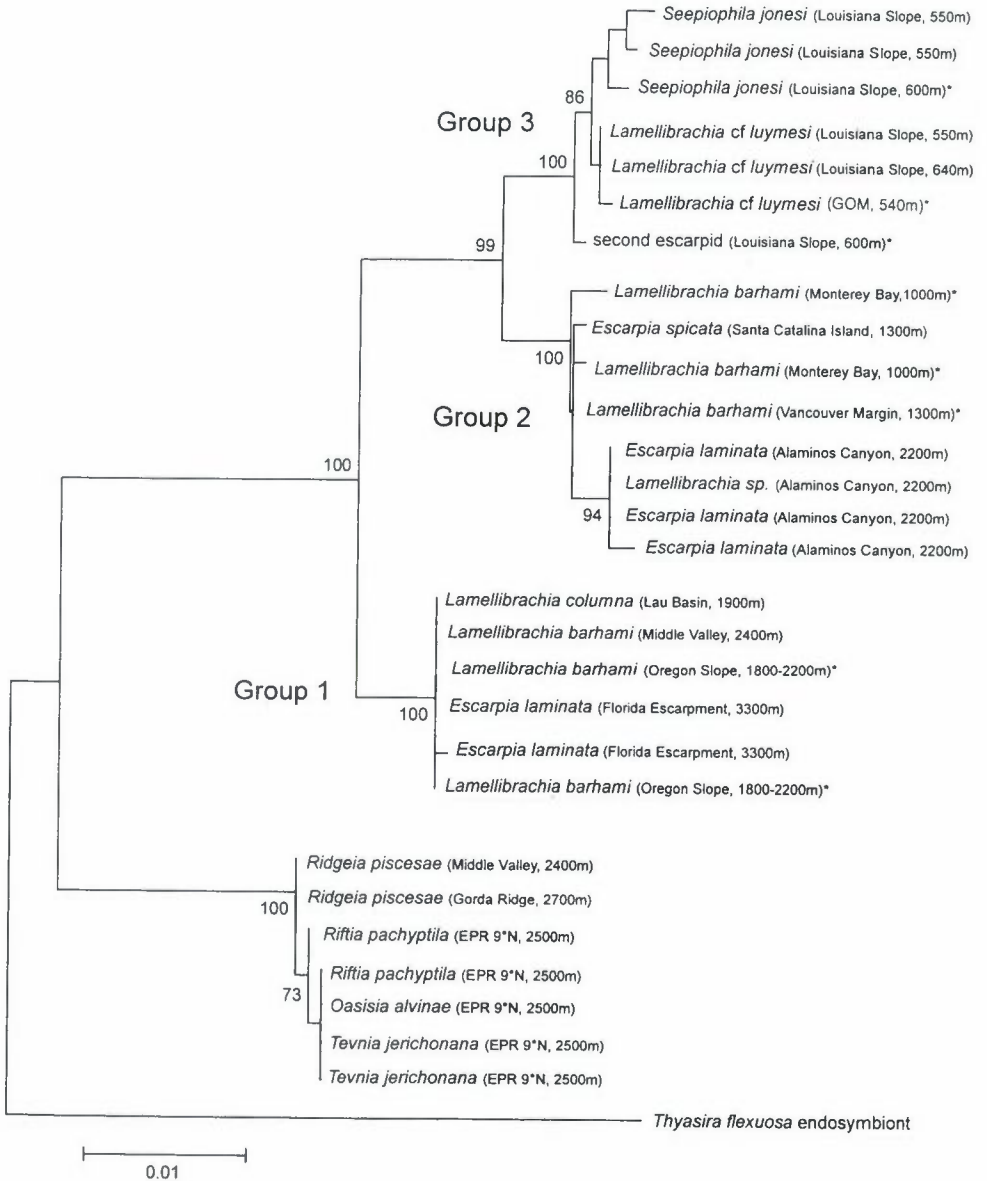 Seepiophila jonesi (Louisiana Slope, 550m)
Seepiophila jonesi (Louisiana Slope, 550m)
Seepiophila jonesi (Louisiana Slope, 600m)*
86
Group 3
Lamellibrachia cf luymesi (Louisiana Slope, 550m)
100
Lamellibrachia cf luymesi (Louisiana Slope, 640m)
Lamellibrachia cf luymesi (GOM, 540m)*
99
second escarpid (Louisiana Slope, 600m)*
Lamellibrachia barhami (Monterey Bay,1000m)*
Escarpia spicata (Santa Catalina Island, 1300m)
100
Lamellibrachia barhami (Monterey Bay, 1000m)*
Group 2
Lamellibrachia barhami (Vancouver Margin, 1300m)*
Escarpia laminata (Alaminos Canyon, 2200m)
100
Lamellibrachia sp. (Alaminos Canyon, 2200m)
94
Escarpia laminata (Alaminos Canyon, 2200m)
Escarpia laminata (Alaminos Canyon, 2200m)
Lamellibrachia columna (Lau Basin, 1900m)
Lamellibrachia barhami (Middle Valley, 2400m)
Lamellibrachia barhami (Oregon Slope, 1800-2200m)*
Group 1
100
Escarpia laminata (Florida Escarpment, 3300m)
Escarpia laminata (Florida Escarpment, 3300m)
Lamellibrachia barhami (Oregon Slope, 1800-2200m)*
Ridgeia piscesae (Middle Valley, 2400m)
100
Ridgeia piscesae (Gorda Ridge, 2700m)
Riftia pachyptila (EPR 9°N, 2500m)
Riftia pachyptila (EPR 9°N, 2500m)
73
Oasisia alvinae (EPR 9°N, 2500m)
Tevnia jerichonana (EPR 9°N, 2500m)
Tevnia jerichonana (EPR 9°N, 2500m)
Thyasira flexuosa endosymbiont
0.01